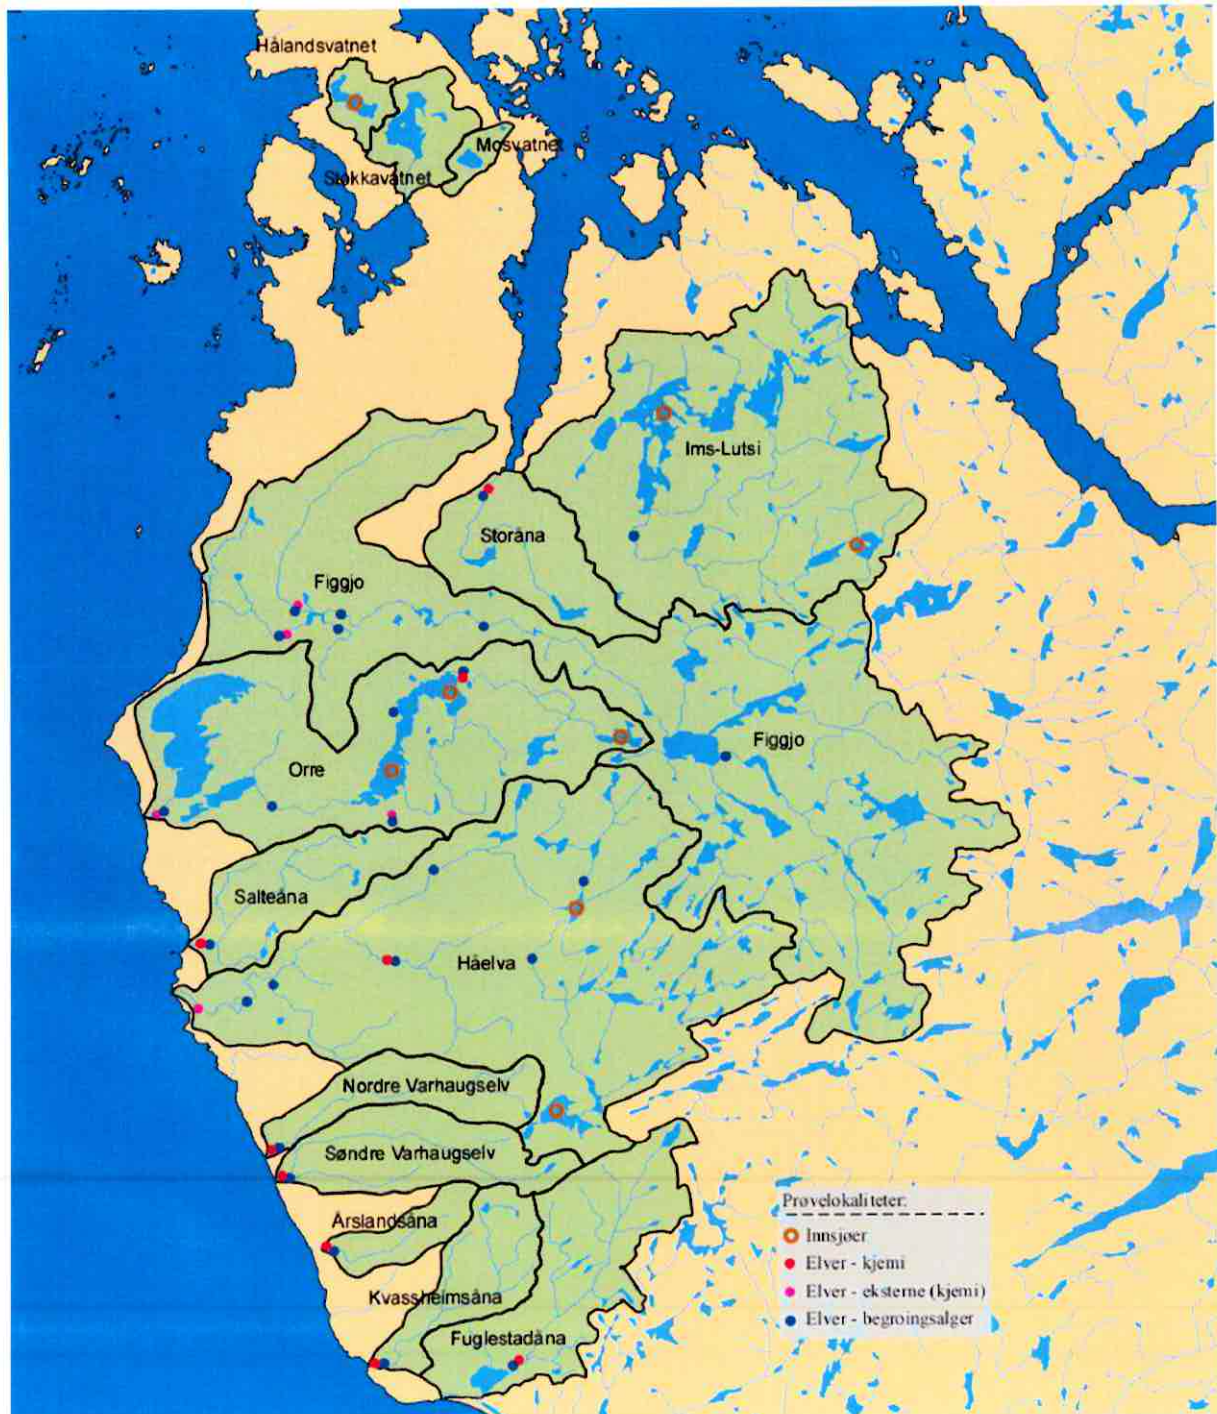 Hålandsvatnet
Mosvatnet
Stokkavatnet
Ims-Lutsi
Storåna
Figgjo
Figgjo
Orre
Salteåna
Håelva
Nordre Varhaugselv
Søndre Varhaugselv
Årslandsåna
Kvassheimsåna
Fuglestadåna
Prøvelokaliteter:
Innsjøer
Elver - kjemi
Elver - eksterne (kjemi)
Elver - begroingsalger